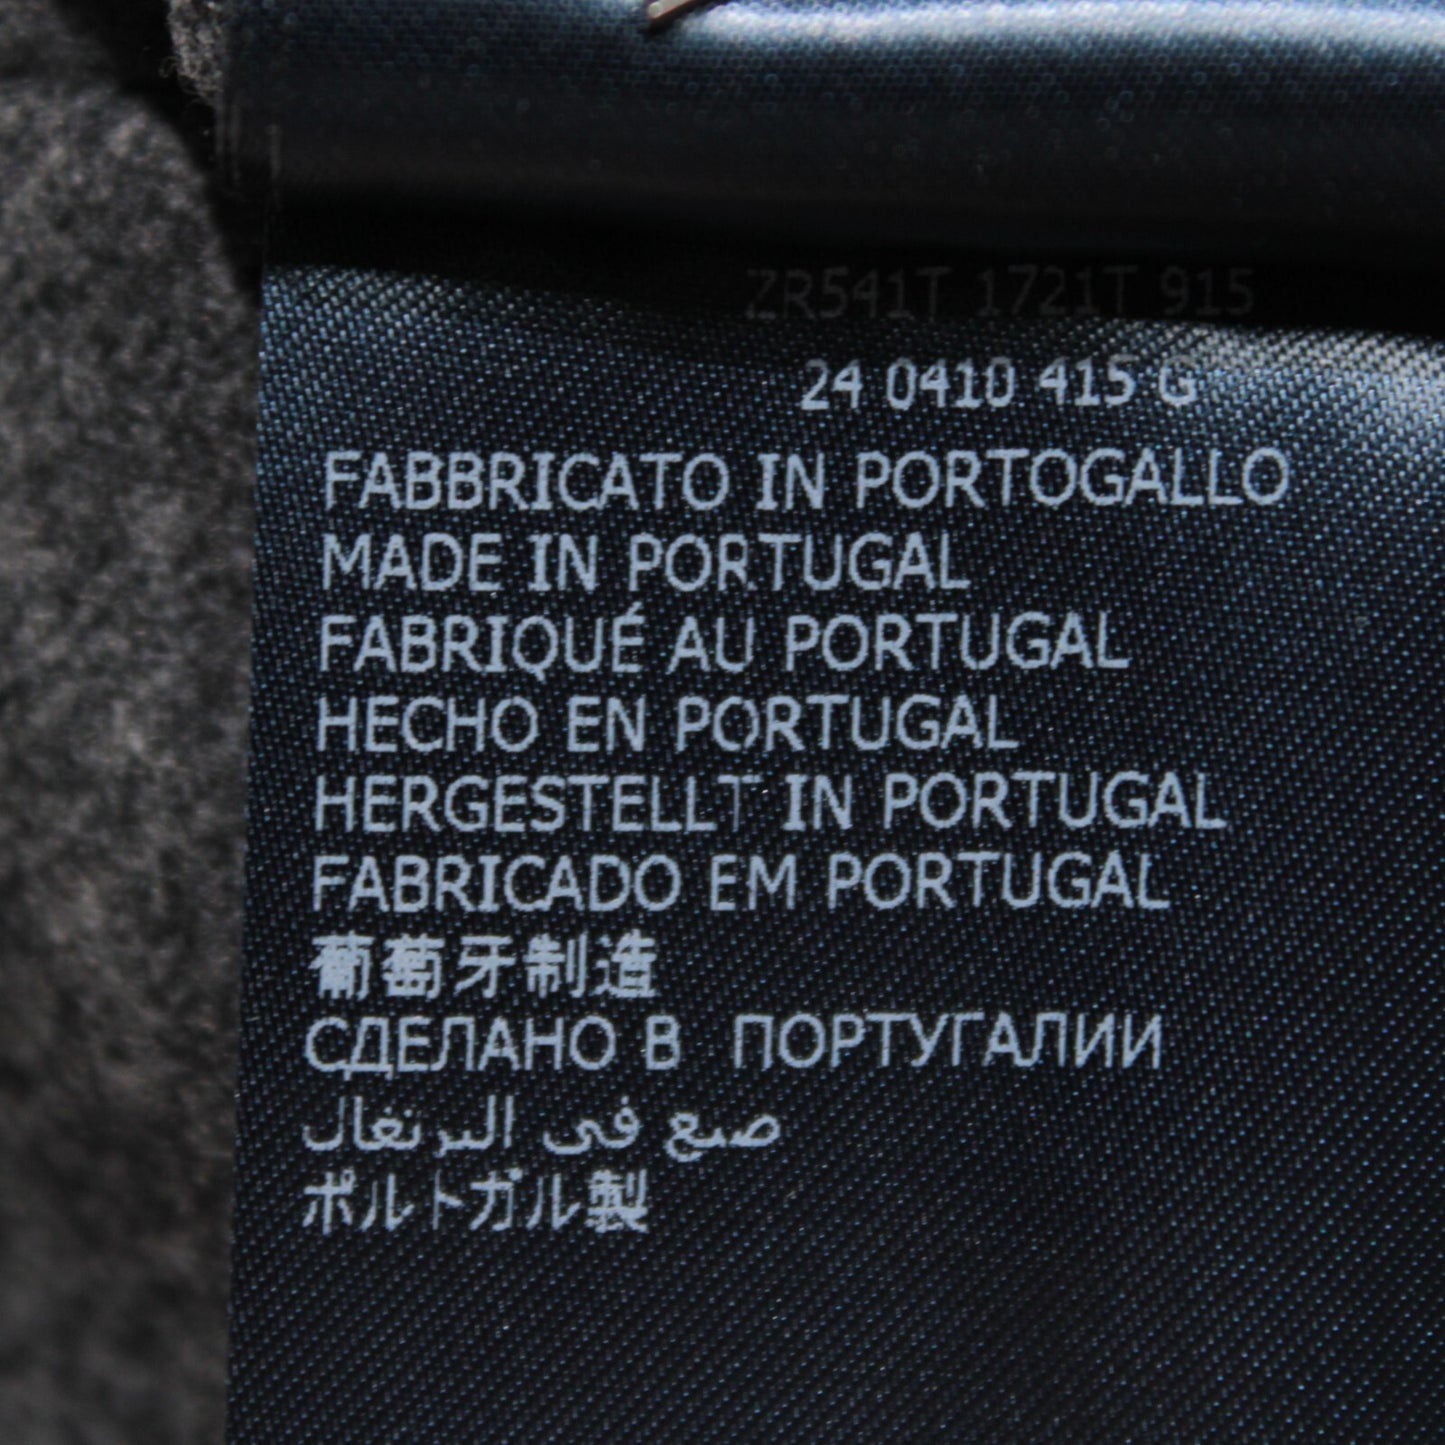 ZR541T 1721T 915
24 0410 415 G
FABBRICATO IN PORTOGALLO
MADE IN PORTUGAL
FABRIQUÉ AU PORTUGAL
HECHO EN PORTUGAL
HERGESTELLT IN PORTUGAL
FABRICADO EM PORTUGAL
葡萄牙制造
СДЕЛАНО В ПОРТУГАЛИИ
صنع في البرتغال
ポルトガル製